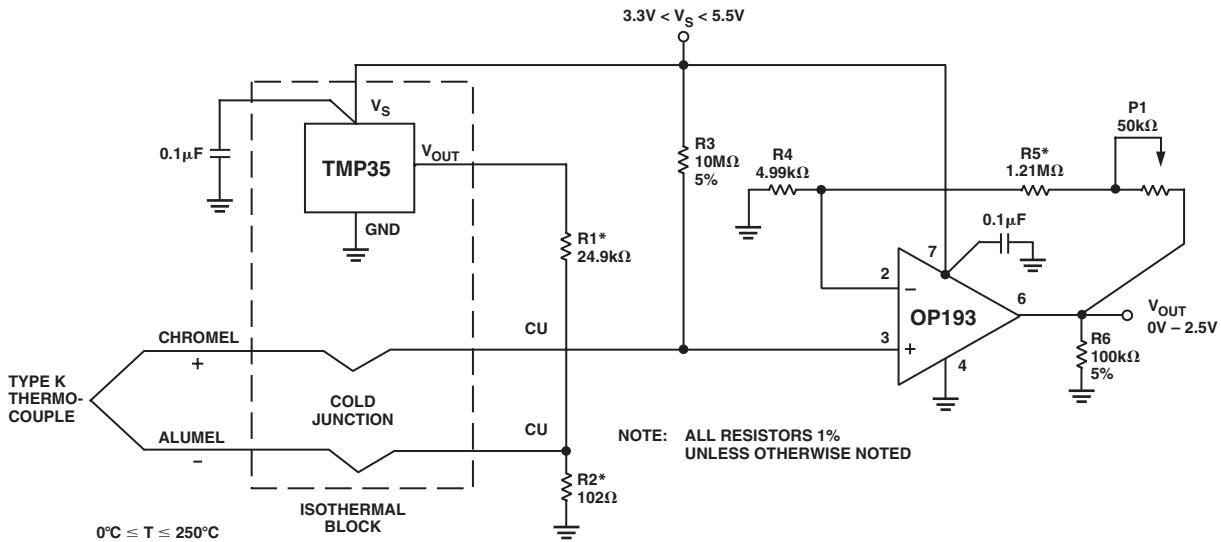 3.3V < VS < 5.5V
VS
0.1µF
TMP35
VOUT
GND
R1*
24.9kΩ
R3
10MΩ
5%
R4
4.99kΩ
R5*
1.21MΩ
P1
50kΩ
0.1µF
7
2
−
OP193
6
3
+
4
VOUT
0V – 2.5V
R6
100kΩ
5%
CHROMEL
+
CU
TYPE K
THERMO-
COUPLE
COLD
JUNCTION
ALUMEL
−
CU
NOTE: ALL RESISTORS 1%
UNLESS OTHERWISE NOTED
R2*
102Ω
ISOTHERMAL
BLOCK
0°C ≤ T ≤ 250°C